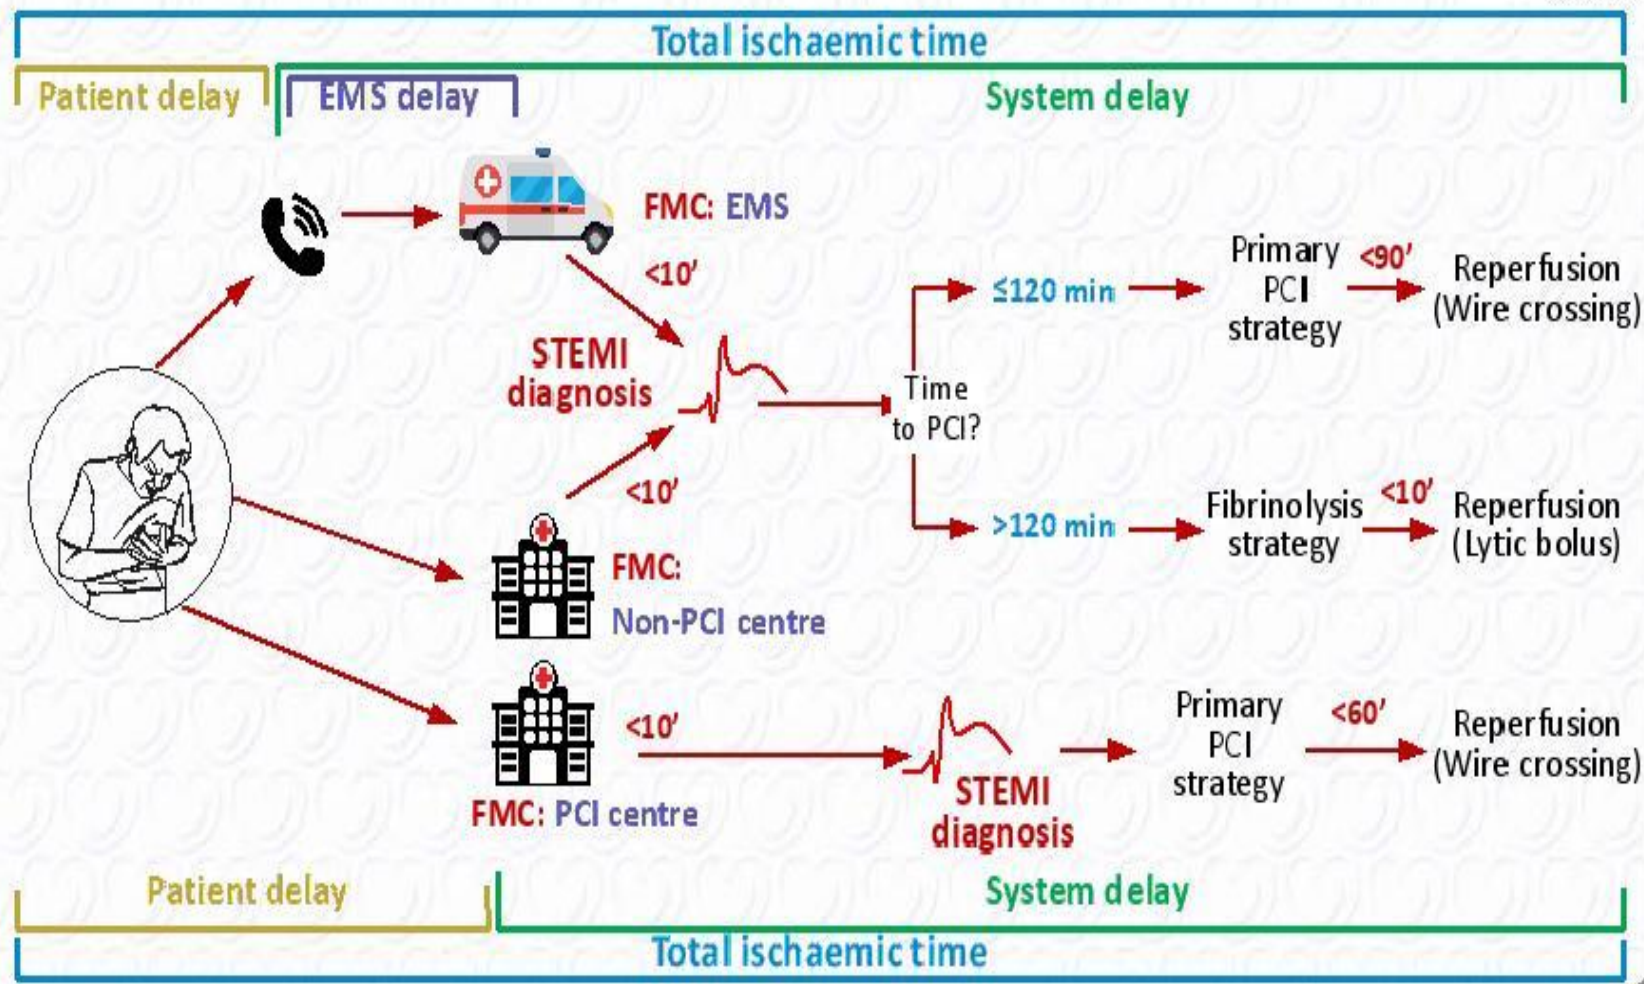 Total ischaemic time
Patient delay
EMS delay
System delay
FMC: EMS
<10'
STEMI
diagnosis
<10'
FMC:
Non-PCI centre
Time
to PCI?
≤120 min
Primary
PCI
strategy
<90'
Reperfusion
(Wire crossing)
>120 min
Fibrinolysis
strategy
<10'
Reperfusion
(Lytic bolus)
FMC: PCI centre
<10'
STEMI
diagnosis
Primary
PCI
strategy
<60'
Reperfusion
(Wire crossing)
Patient delay
System delay
Total ischaemic time